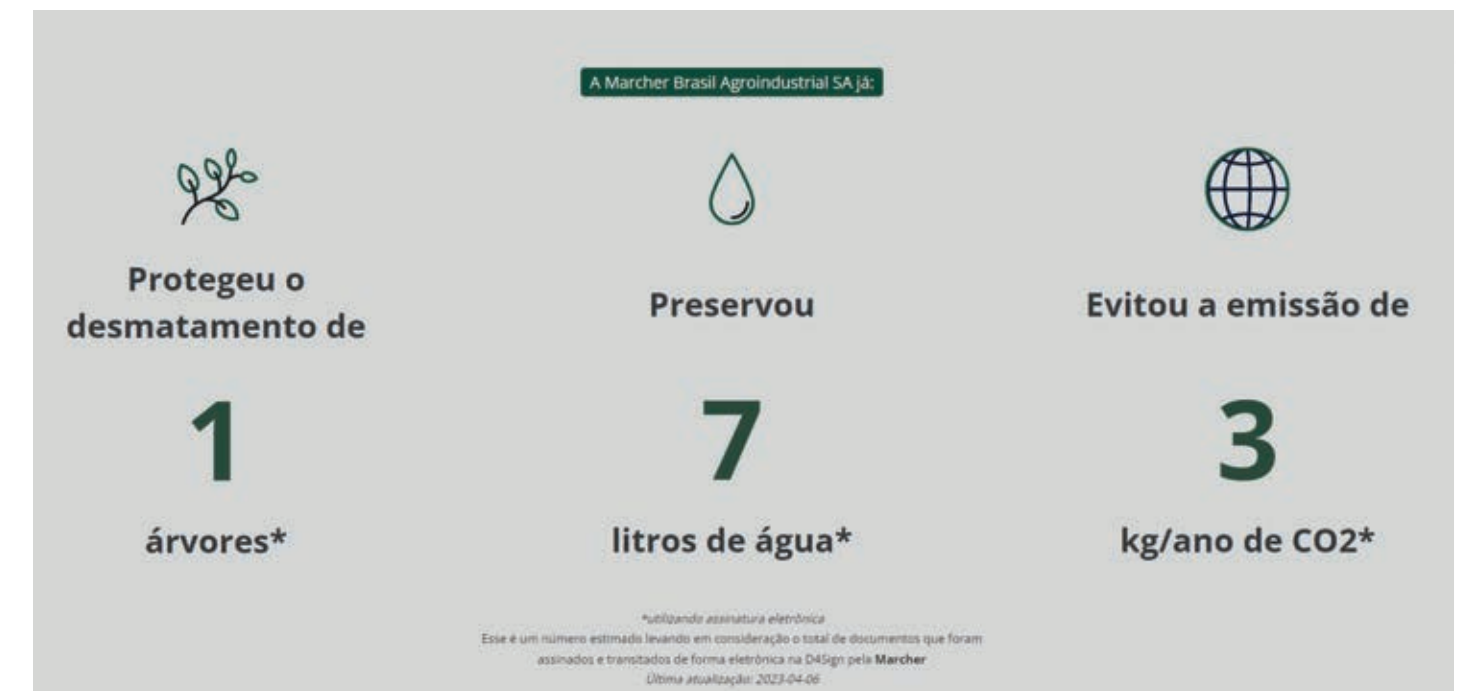 A Marcher Brasil Agroindustrial SA já:
Protegeu o
desmatamento de
1
árvores*
Preservou
7
litros de água*
Evitou a emissão de
3
kg/ano de CO2*
*utilizando assinatura eletrônica
Esse é um número estimado levando em consideração o total de documentos que foram
assinados e transitados de forma eletrônica na D4Sign pela Marcher
Última atualização: 2023-04-06